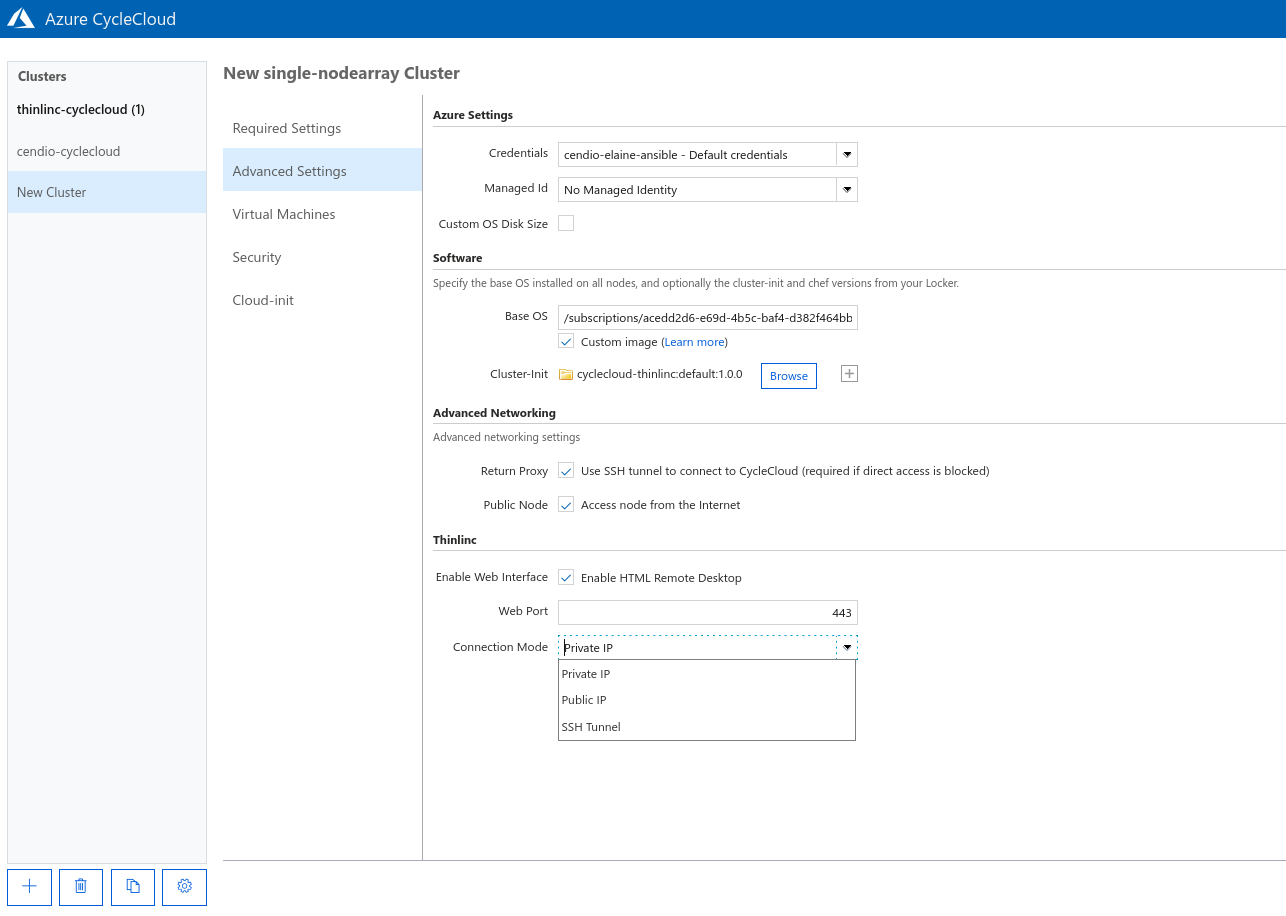 Azure CycleCloud
Clusters
thinlinc-cyclecloud (1)
cendio-cyclecloud
New Cluster
New single-nodearray Cluster
Required Settings
Advanced Settings
Virtual Machines
Security
Cloud-init
Azure Settings
Credentials cendio-elaine-ansible - Default credentials
Managed Id No Managed Identity
Custom OS Disk Size
Software
Specify the base OS installed on all nodes, and optionally the cluster-init and chef versions from your Locker.
Base OS /subscriptions/acedd2d6-e69d-4b5c-baf4-d382f464bb
Custom image (Learn more)
Cluster-Init cyclecloud-thinlinc:default:1.0.0 Browse
Advanced Networking
Advanced networking settings
Return Proxy Use SSH tunnel to connect to CycleCloud (required if direct access is blocked)
Public Node Access node from the Internet
Thinlinc
Enable Web Interface Enable HTML Remote Desktop
Web Port 443
Connection Mode Private IP
Private IP
Public IP
SSH Tunnel